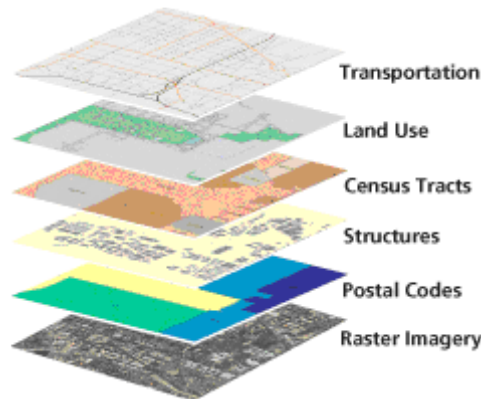 Transportation
Land Use
Census Tracts
Structures
Postal Codes
Raster Imagery